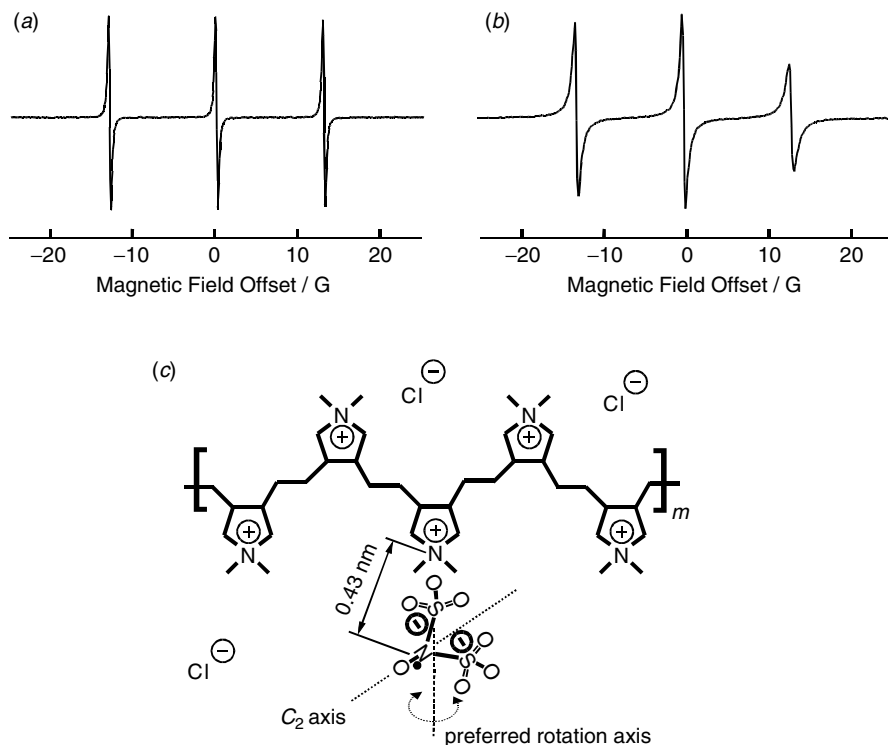 (a)
(b)
−20 −10 0 10 20
Magnetic Field Offset / G
−20 −10 0 10 20
Magnetic Field Offset / G
(c)
Cl −
Cl −
N
+
N
+
m
+
N
+
N
+
N
0.43 nm
O
O
S
O
−
−
N
O
S
O
O
O
Cl −
C2 axis
preferred rotation axis